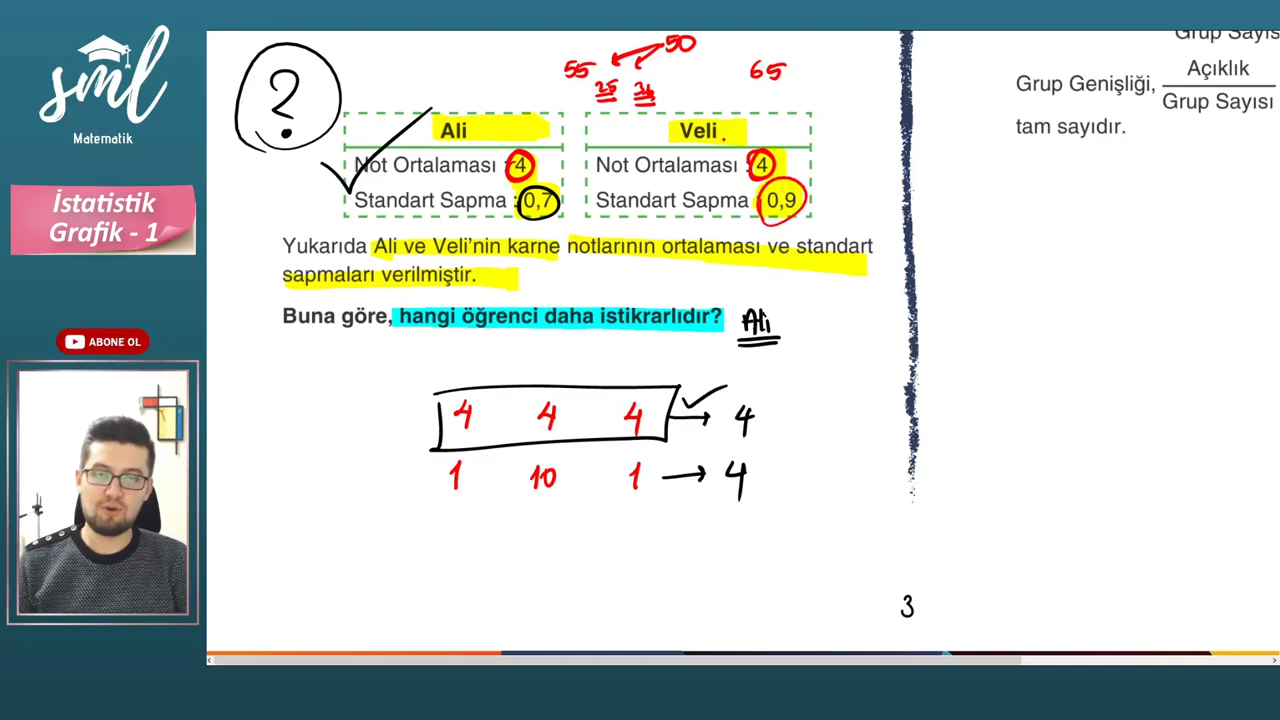 sml
Matematik
İstatistik
Grafik - 1
ABONE OL
?
50
55
65
25
Ali
Not Ortalaması : 4
Standart Sapma : 0,7
Veli
Not Ortalaması : 4
Standart Sapma : 0,9
Yukarıda Ali ve Veli'nin karne notlarının ortalaması ve standart
sapmaları verilmiştir.
Buna göre, hangi öğrenci daha istikrarlıdır? Ali
4 4 4 → 4
1 10 1 → 4
3
Grup Sayıs
Grup Genişliği, Açıklık
Grup Sayısı
tam sayıdır.